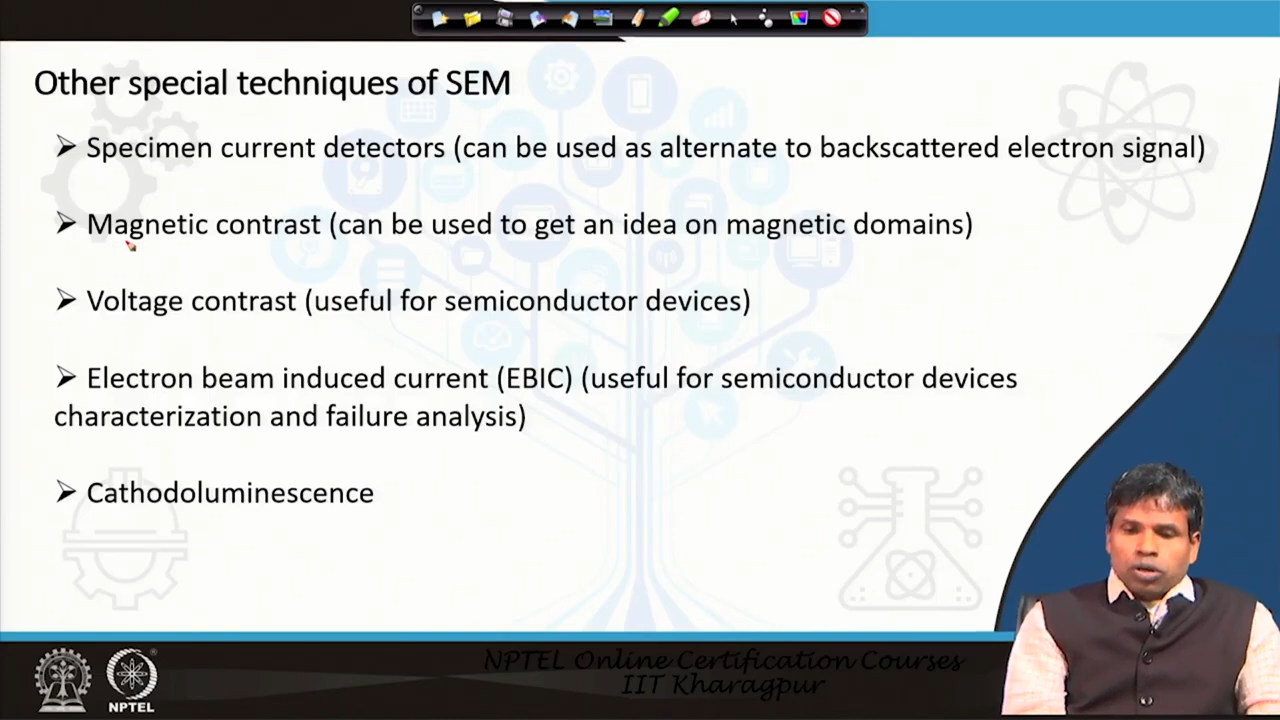 Other special techniques of SEM
➢ Specimen current detectors (can be used as alternate to backscattered electron signal)
➢ Magnetic contrast (can be used to get an idea on magnetic domains)
➢ Voltage contrast (useful for semiconductor devices)
➢ Electron beam induced current (EBIC) (useful for semiconductor devices
characterization and failure analysis)
➢ Cathodoluminescence
NPTEL Online Certification Courses
IIT Kharagpur
NPTEL